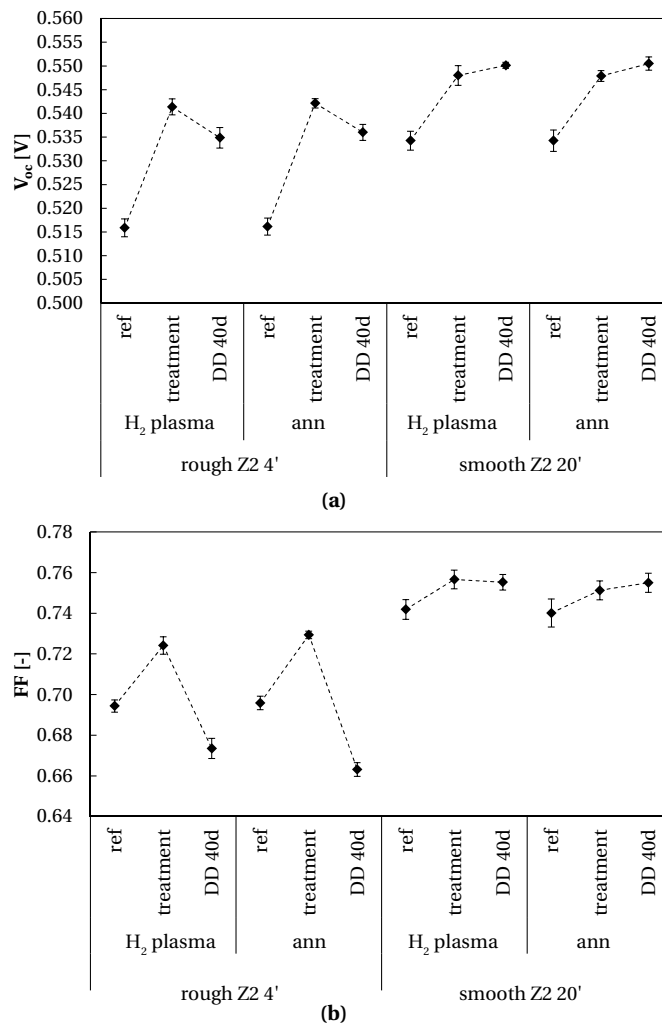 0.560
0.555
0.550
0.545
0.540
0.535
0.530
0.525
0.520
0.515
0.510
0.505
0.500
Voc [V]
ref
treatment
DD 40d
ref
treatment
DD 40d
ref
treatment
DD 40d
ref
treatment
DD 40d
H2 plasma ann H2 plasma ann
rough Z2 4' smooth Z2 20'
(a)
0.78
0.76
0.74
0.72
0.70
0.68
0.66
0.64
FF [-]
ref
treatment
DD 40d
ref
treatment
DD 40d
ref
treatment
DD 40d
ref
treatment
DD 40d
H2 plasma ann H2 plasma ann
rough Z2 4' smooth Z2 20'
(b)